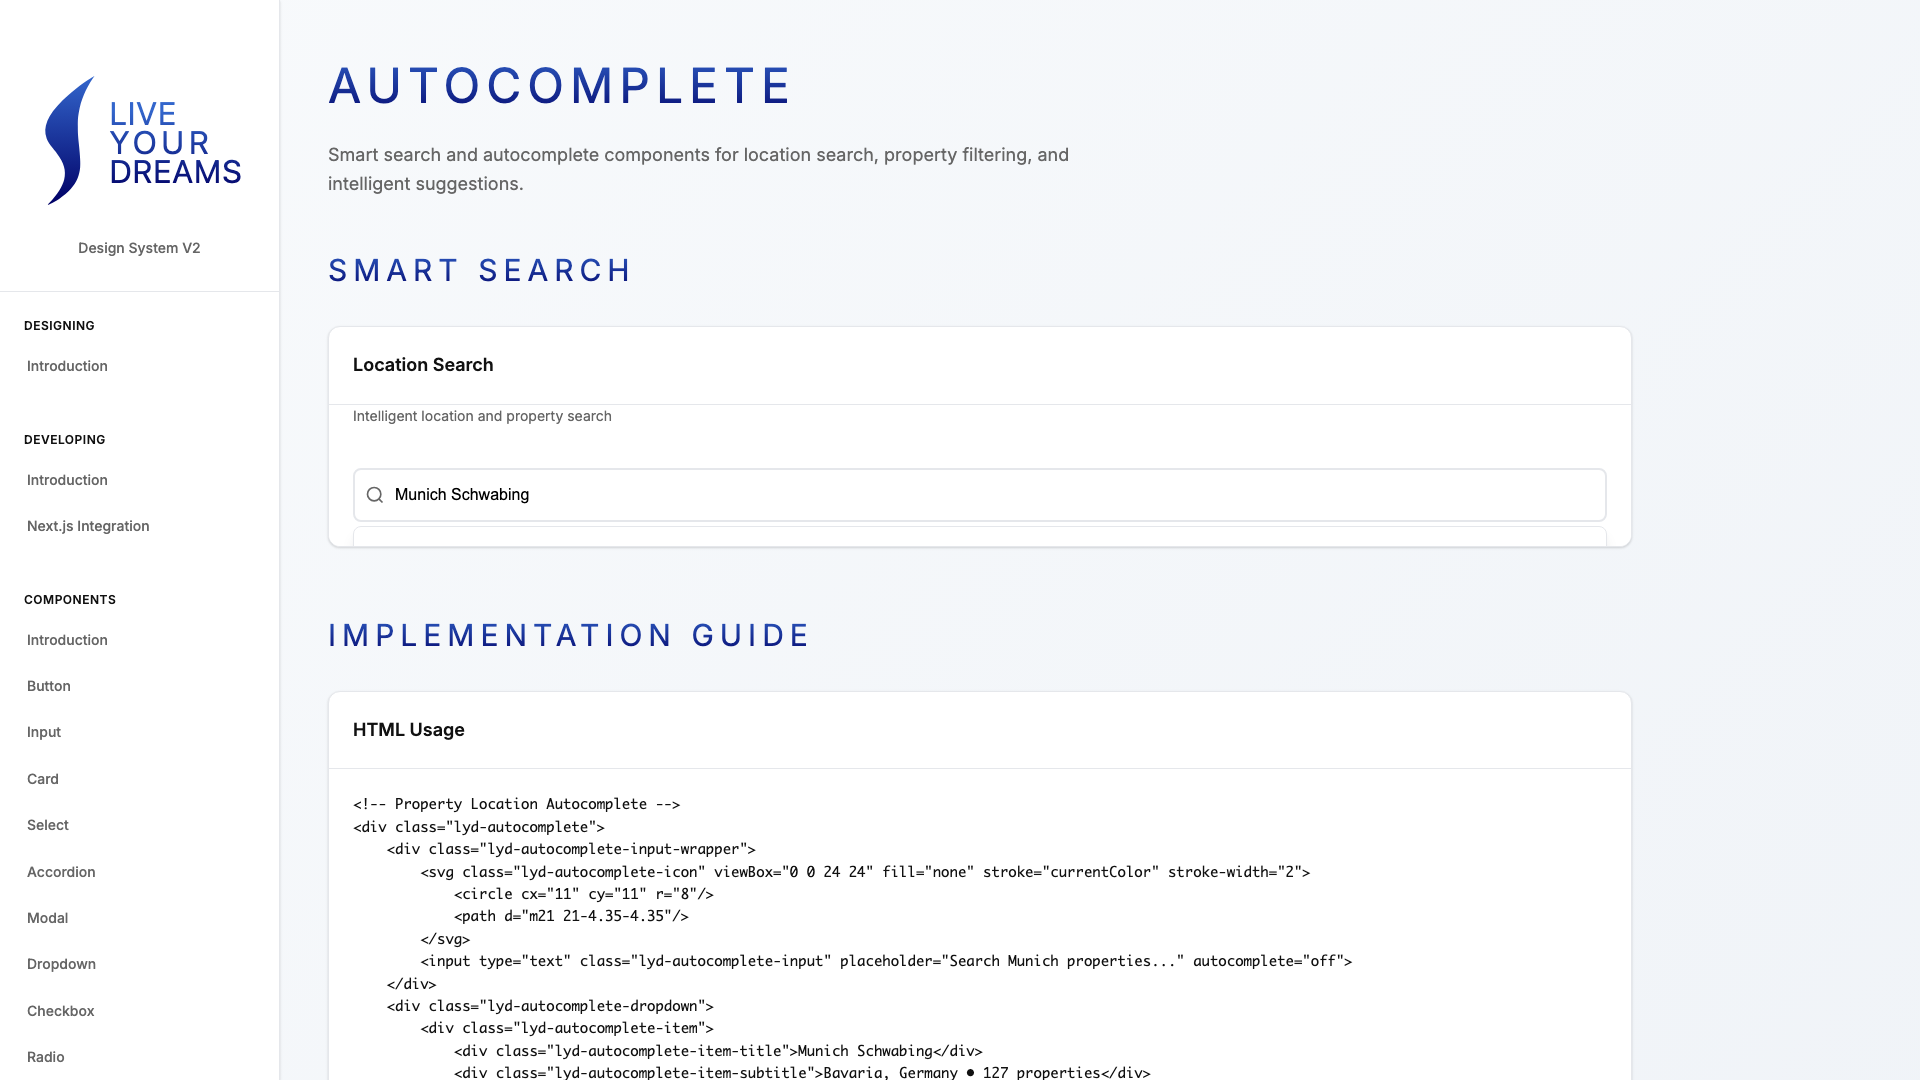 LIVE
YOUR
DREAMS
Design System V2
DESIGNING
Introduction
DEVELOPING
Introduction
Next.js Integration
COMPONENTS
Introduction
Button
Input
Card
Select
Accordion
Modal
Dropdown
Checkbox
Radio
AUTOCOMPLETE
Smart search and autocomplete components for location search, property filtering, and
intelligent suggestions.
SMART SEARCH
Location Search
Intelligent location and property search
Munich Schwabing
IMPLEMENTATION GUIDE
HTML Usage
<!-- Property Location Autocomplete -->
<div class="lyd-autocomplete">
    <div class="lyd-autocomplete-input-wrapper">
        <svg class="lyd-autocomplete-icon" viewBox="0 0 24 24" fill="none" stroke="currentColor" stroke-width="2">
            <circle cx="11" cy="11" r="8"/>
            <path d="m21 21-4.35-4.35"/>
        </svg>
        <input type="text" class="lyd-autocomplete-input" placeholder="Search Munich properties..." autocomplete="off">
    </div>
    <div class="lyd-autocomplete-dropdown">
        <div class="lyd-autocomplete-item">
            <div class="lyd-autocomplete-item-title">Munich Schwabing</div>
            <div class="lyd-autocomplete-item-subtitle">Bavaria, Germany • 127 properties</div>